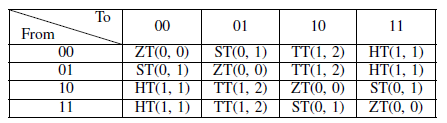 To
From
00 01 10 11
00 ZT(0, 0) ST(0, 1) TT(1, 2) HT(1, 1)
01 ST(0, 1) ZT(0, 0) TT(1, 2) HT(1, 1)
10 HT(1, 1) TT(1, 2) ZT(0, 0) ST(0, 1)
11 HT(1, 1) TT(1, 2) ST(0, 1) ZT(0, 0)